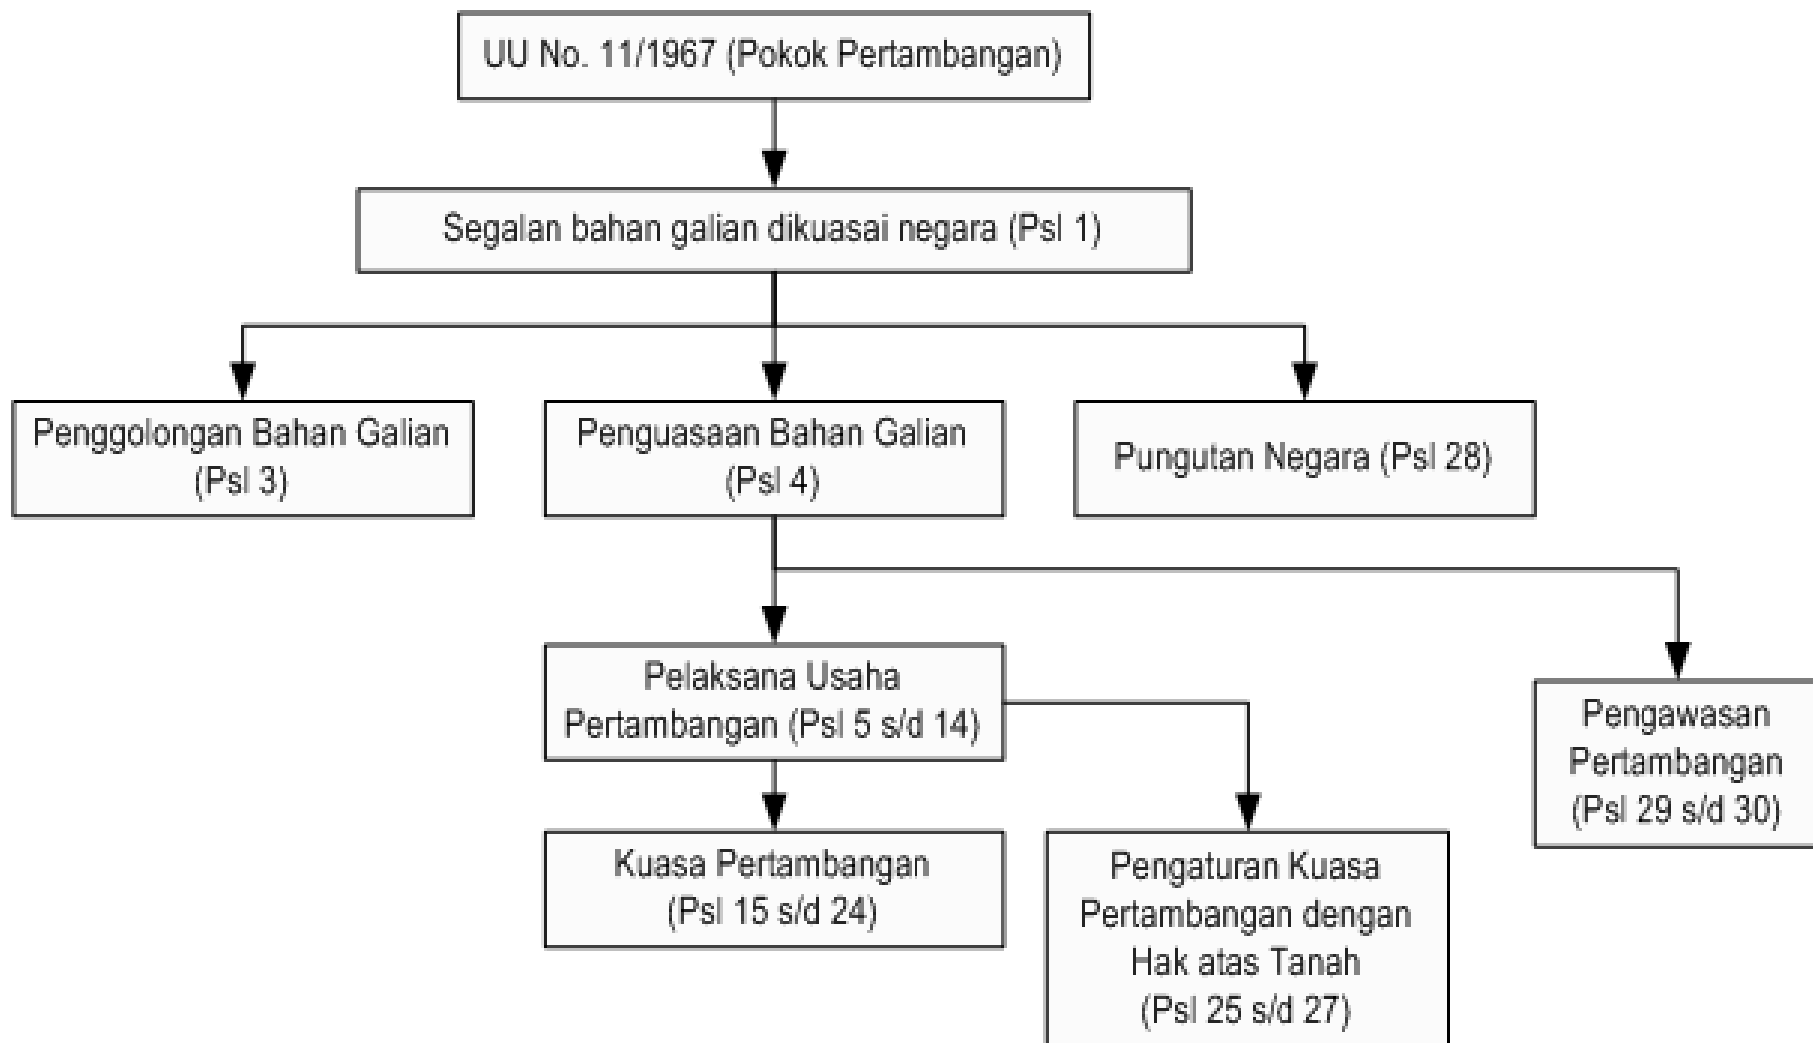 UU No. 11/1967 (Pokok Pertambangan)
Segalan bahan galian dikuasai negara (Psl 1)
Penggolongan Bahan Galian
(Psl 3)
Penguasaan Bahan Galian
(Psl 4)
Pungutan Negara (Psl 28)
Pelaksana Usaha
Pertambangan (Psl 5 s/d 14)
Pengawasan
Pertambangan
(Psl 29 s/d 30)
Kuasa Pertambangan
(Psl 15 s/d 24)
Pengaturan Kuasa
Pertambangan dengan
Hak atas Tanah
(Psl 25 s/d 27)